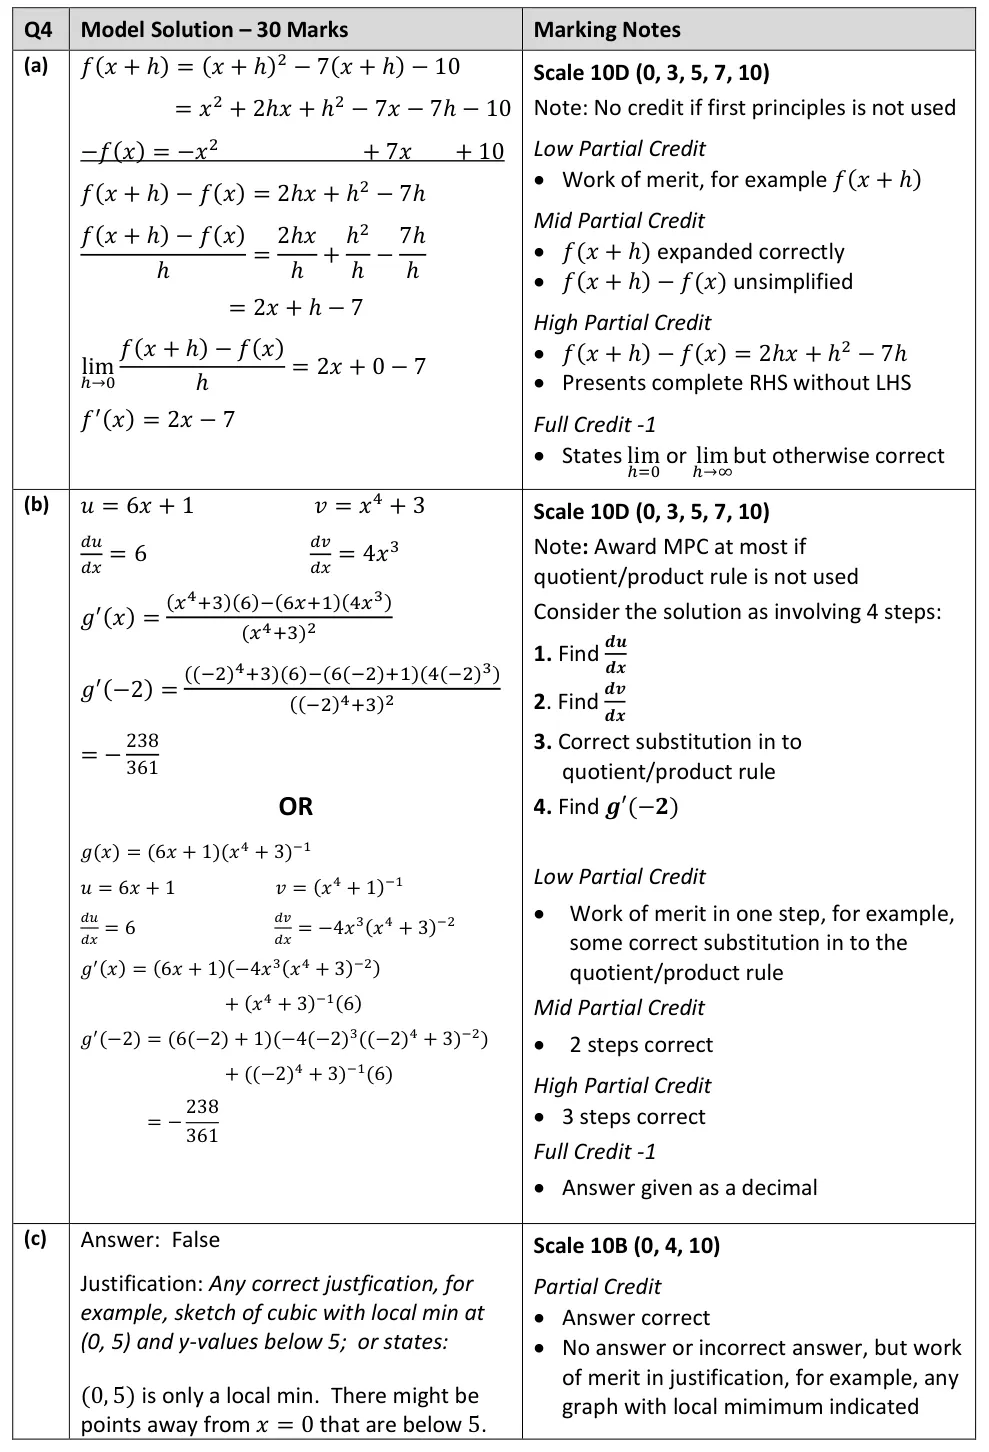 Q4 Model Solution – 30 Marks Marking Notes
(a)
f(x + h) = (x + h)² − 7(x + h) − 10
= x² + 2hx + h² − 7x − 7h − 10
−f(x) = −x² + 7x + 10
f(x + h) − f(x) = 2hx + h² − 7h
(f(x + h) − f(x))/h = 2hx/h + h²/h − 7h/h
= 2x + h − 7
lim h→0 (f(x + h) − f(x))/h = 2x + 0 − 7
f′(x) = 2x − 7
Scale 10D (0, 3, 5, 7, 10)
Note: No credit if first principles is not used
Low Partial Credit
• Work of merit, for example f(x + h)
Mid Partial Credit
• f(x + h) expanded correctly
• f(x + h) − f(x) unsimplified
High Partial Credit
• f(x + h) − f(x) = 2hx + h² − 7h
• Presents complete RHS without LHS
Full Credit -1
• States lim h=0 or lim h→∞ but otherwise correct
(b)
u = 6x + 1 v = x⁴ + 3
du/dx = 6 dv/dx = 4x³
g′(x) = ((x⁴+3)(6)−(6x+1)(4x³))/(x⁴+3)²
g′(−2) = (((−2)⁴+3)(6)−(6(−2)+1)(4(−2)³))/((−2)⁴+3)²
= − 238/361
OR
g(x) = (6x + 1)(x⁴ + 3)⁻¹
u = 6x + 1 v = (x⁴ + 1)⁻¹
du/dx = 6 dv/dx = −4x³(x⁴ + 3)⁻²
g′(x) = (6x + 1)(−4x³(x⁴ + 3)⁻²)
+ (x⁴ + 3)⁻¹(6)
g′(−2) = (6(−2) + 1)(−4(−2)³((−2)⁴ + 3)⁻²)
+ ((−2)⁴ + 3)⁻¹(6)
= − 238/361
Scale 10D (0, 3, 5, 7, 10)
Note: Award MPC at most if
quotient/product rule is not used
Consider the solution as involving 4 steps:
1. Find du/dx
2. Find dv/dx
3. Correct substitution in to
quotient/product rule
4. Find g′(−2)
Low Partial Credit
• Work of merit in one step, for example,
some correct substitution in to the
quotient/product rule
Mid Partial Credit
• 2 steps correct
High Partial Credit
• 3 steps correct
Full Credit -1
• Answer given as a decimal
(c)
Answer: False
Justification: Any correct justfication, for
example, sketch of cubic with local min at
(0, 5) and y-values below 5; or states:
(0, 5) is only a local min. There might be
points away from x = 0 that are below 5.
Scale 10B (0, 4, 10)
Partial Credit
• Answer correct
• No answer or incorrect answer, but work
of merit in justification, for example, any
graph with local mimimum indicated